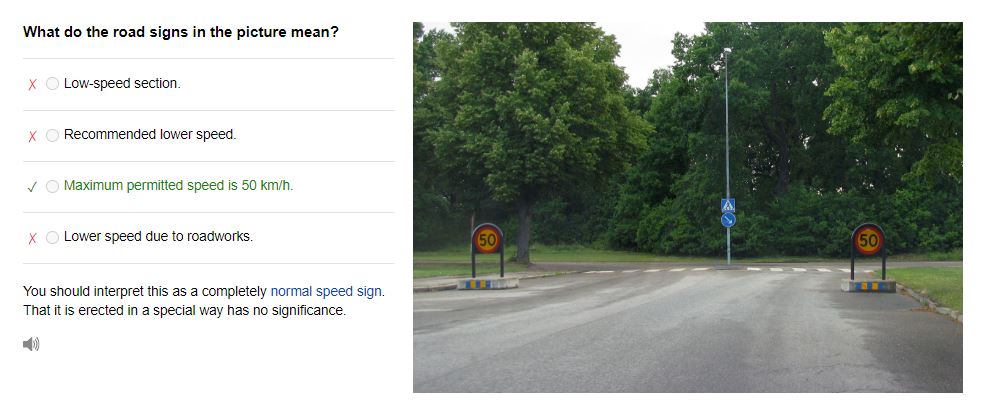 What do the road signs in the picture mean?
Low-speed section.
Recommended lower speed.
Maximum permitted speed is 50 km/h.
Lower speed due to roadworks.
You should interpret this as a completely normal speed sign.
That it is erected in a special way has no significance.
50
50